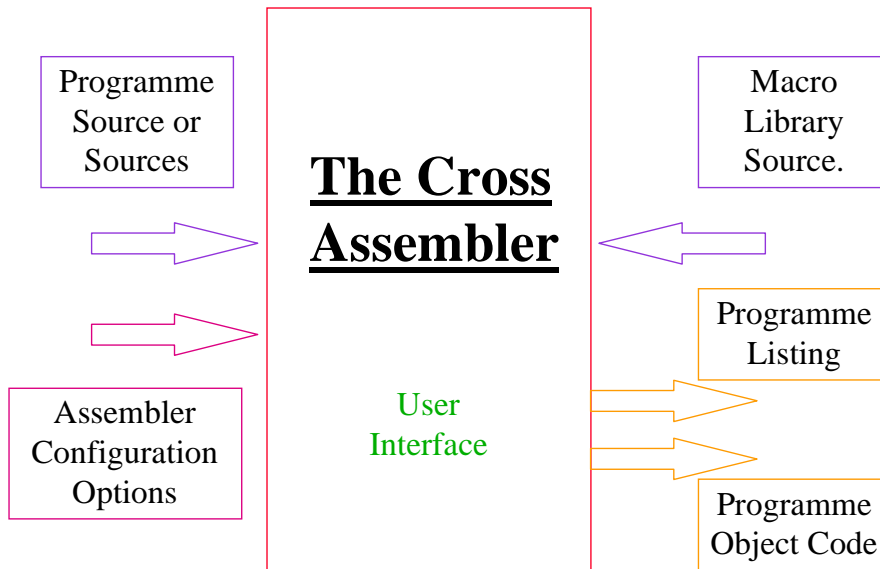 Programme
Source or
Sources
The Cross
Assembler
Macro
Library
Source.
Assembler
Configuration
Options
User
Interface
Programme
Listing
Programme
Object Code